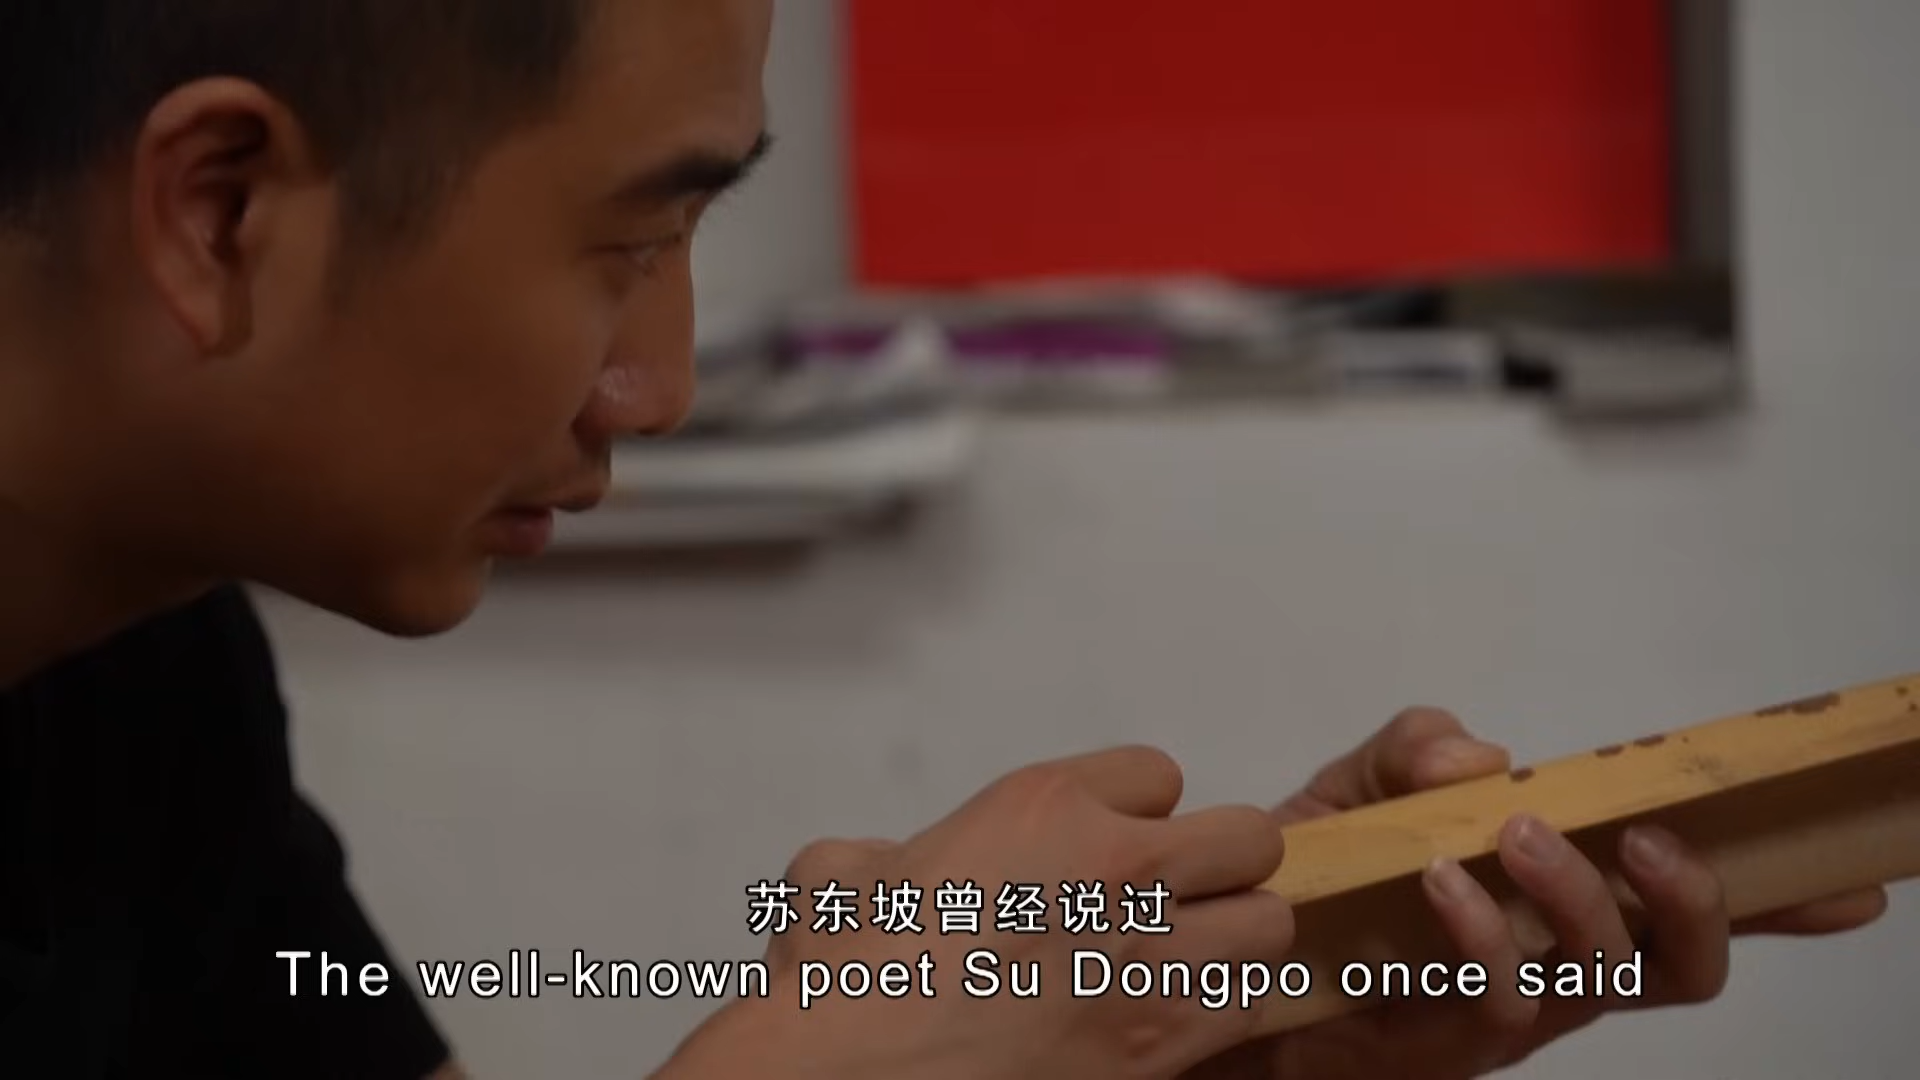 苏东坡曾经说过
The well-known poet Su Dongpo once said